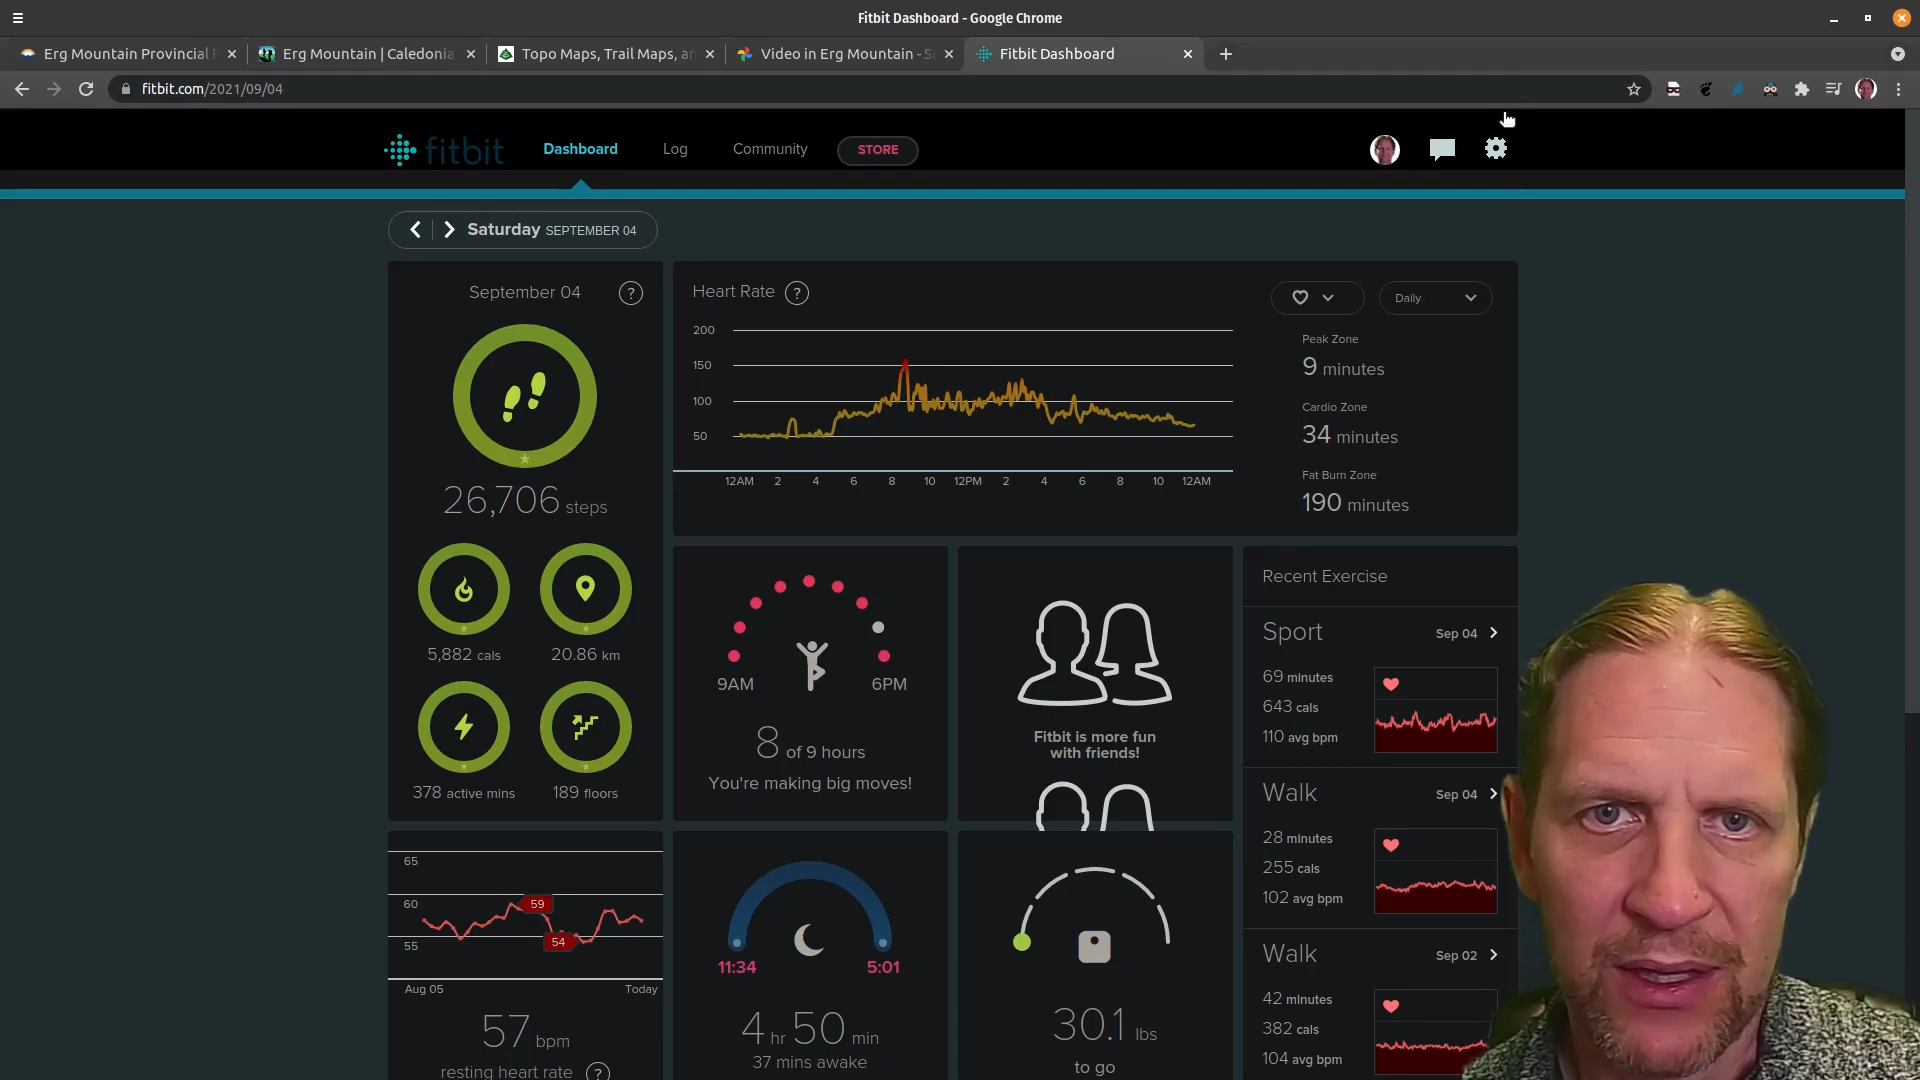 Fitbit Dashboard - Google Chrome
Erg Mountain Provincial P
Erg Mountain | Caledonia
Topo Maps, Trail Maps, an
Video in Erg Mountain - S
Fitbit Dashboard
fitbit.com/2021/09/04
fitbit
Dashboard
Log
Community
STORE
Saturday SEPTEMBER 04
September 04
?
26,706 steps
5,882 cals
20.86 km
378 active mins
189 floors
Heart Rate ?
Daily
200
150
100
50
12AM 2 4 6 8 10 12PM 2 4 6 8 10 12AM
Peak Zone
9 minutes
Cardio Zone
34 minutes
Fat Burn Zone
190 minutes
9AM
6PM
8 of 9 hours
You're making big moves!
Fitbit is more fun
with friends!
Recent Exercise
Sport
Sep 04
69 minutes
643 cals
110 avg bpm
Walk
Sep 04
28 minutes
255 cals
102 avg bpm
Walk
Sep 02
42 minutes
382 cals
104 avg bpm
65
60
59
55
54
Aug 05
Today
57 bpm
resting heart rate ?
11:34
5:01
4 hr 50 min
37 mins awake
30.1 lbs
to go